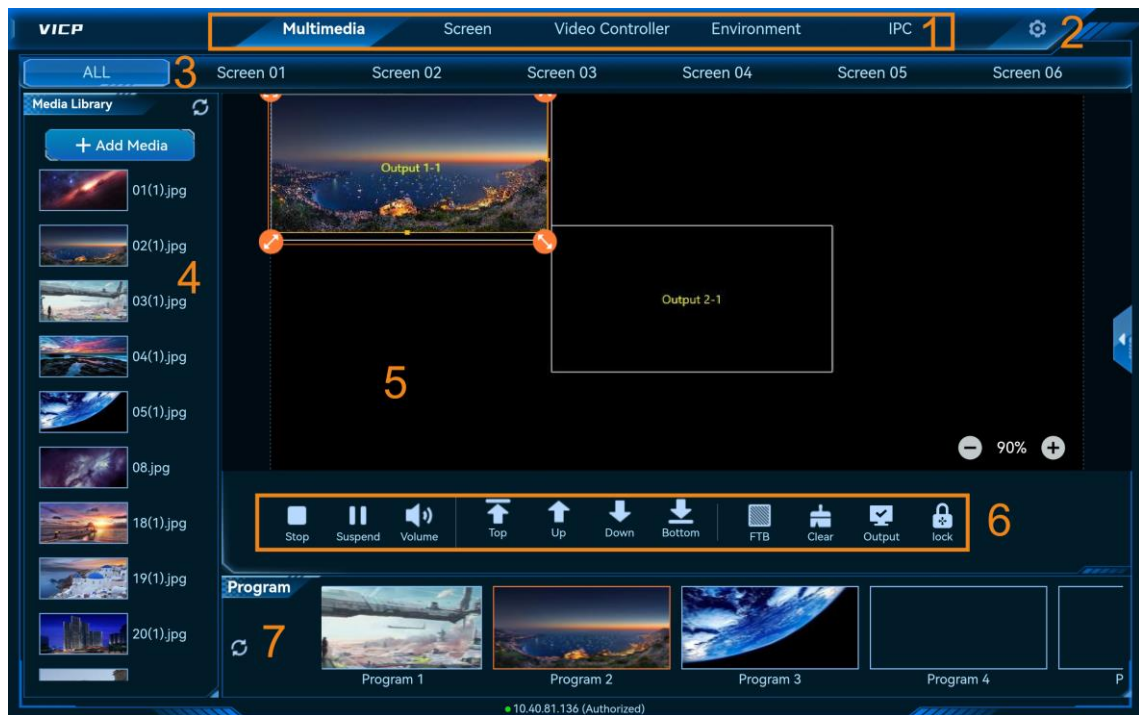 VICP
Multimedia Screen Video Controller Environment IPC 1 2
ALL 3 Screen 01 Screen 02 Screen 03 Screen 04 Screen 05 Screen 06
Media Library
+ Add Media
01(1).jpg
02(1).jpg
4
03(1).jpg
04(1).jpg
05(1).jpg
08.jpg
18(1).jpg
19(1).jpg
20(1).jpg
Output 1-1
Output 2-1
5
90%
Stop Suspend Volume Top Up Down Bottom FTB Clear Output lock 6
Program
7
Program 1 Program 2 Program 3 Program 4 P
10.40.81.136 (Authorized)